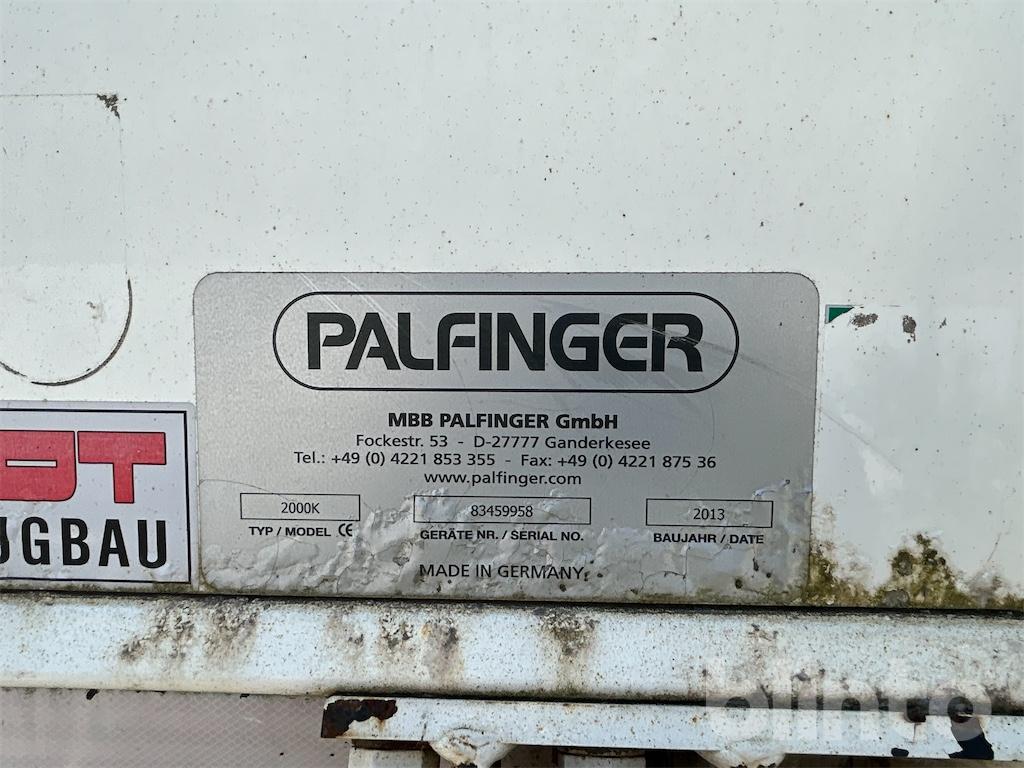 PALFINGER
MBB PALFINGER GmbH
Fockestr. 53 - D-27777 Ganderkesee
Tel.: +49 (0) 4221 853 355 - Fax: +49 (0) 4221 875 36
www.palfinger.com
2000K 83459958 2013
TYP / MODEL CE GERÄTE NR. / SERIAL NO. BAUJAHR / DATE
MADE IN GERMANY
OT
UGBAU
blinto